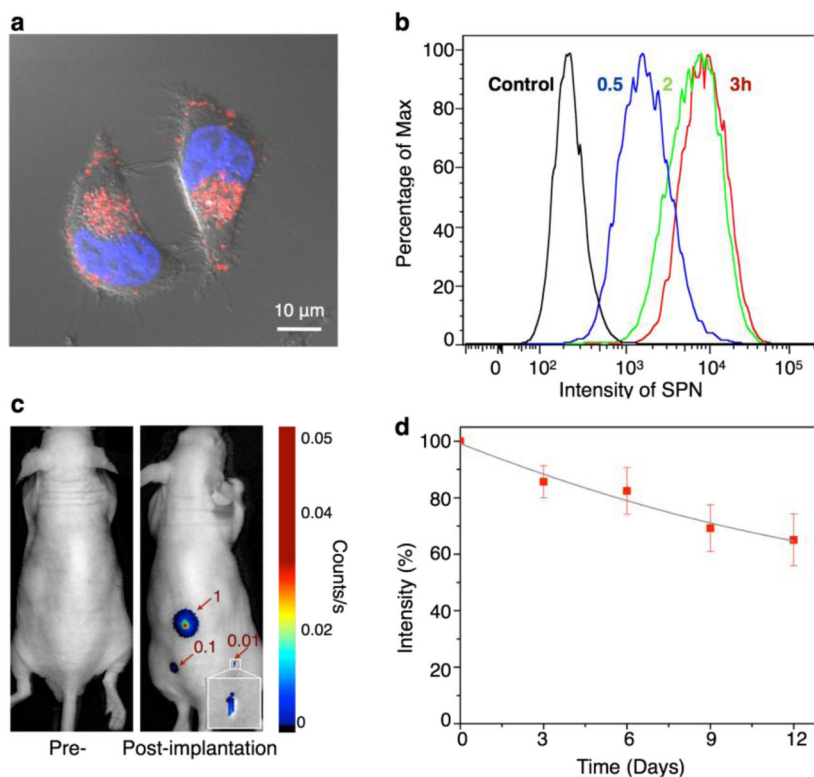 a
10 μm
b
Percentage of Max
100
80
60
40
20
0
Control 0.5 2 3h
0 10² 10³ 10⁴ 10⁵
Intensity of SPN
c
1
0.1
0.01
0.05
0.04
0.02
0
Counts/s
Pre- Post-implantation
d
Intensity (%)
100
80
60
40
20
0
0 3 6 9 12
Time (Days)